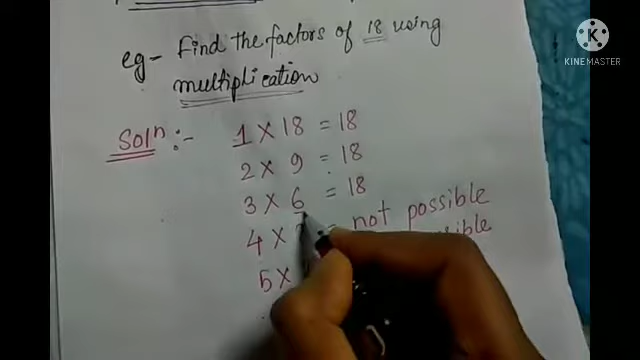 eg- Find the factors of 18 using
multiplication
Solⁿ :-
1 × 18 = 18
2 × 9 = 18
3 × 6 = 18
4 × ? = not possible
5 ×
KINEMASTER